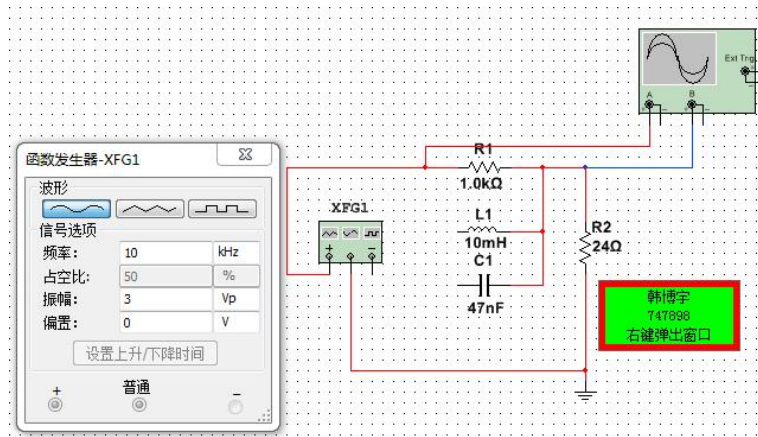 函数发生器-XFG1
波形
信号选项
频率: 10 kHz
占空比: 50 %
振幅: 3 Vp
偏置: 0 V
设置上升/下降时间
+ 普通 −
XFG1
+ −
R1
1.0kΩ
L1
10mH
C1
47nF
R2
24Ω
Ext Trg
+
−
A B
+ − + −
韩博宇
747898
右键弹出窗口